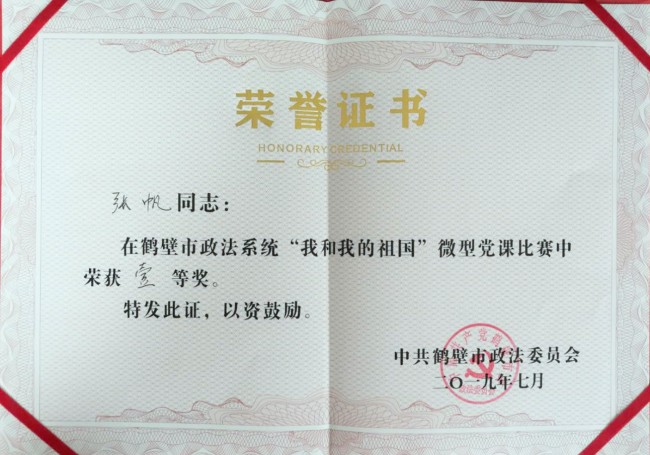 荣誉证书
HONORARY CREDENTIAL
张帆同志：
在鹤壁市政法系统“我和我的祖国”微型党课比赛中
荣获 壹 等奖。
特发此证，以资鼓励。
中共鹤壁市政法委员会
二〇一九年七月